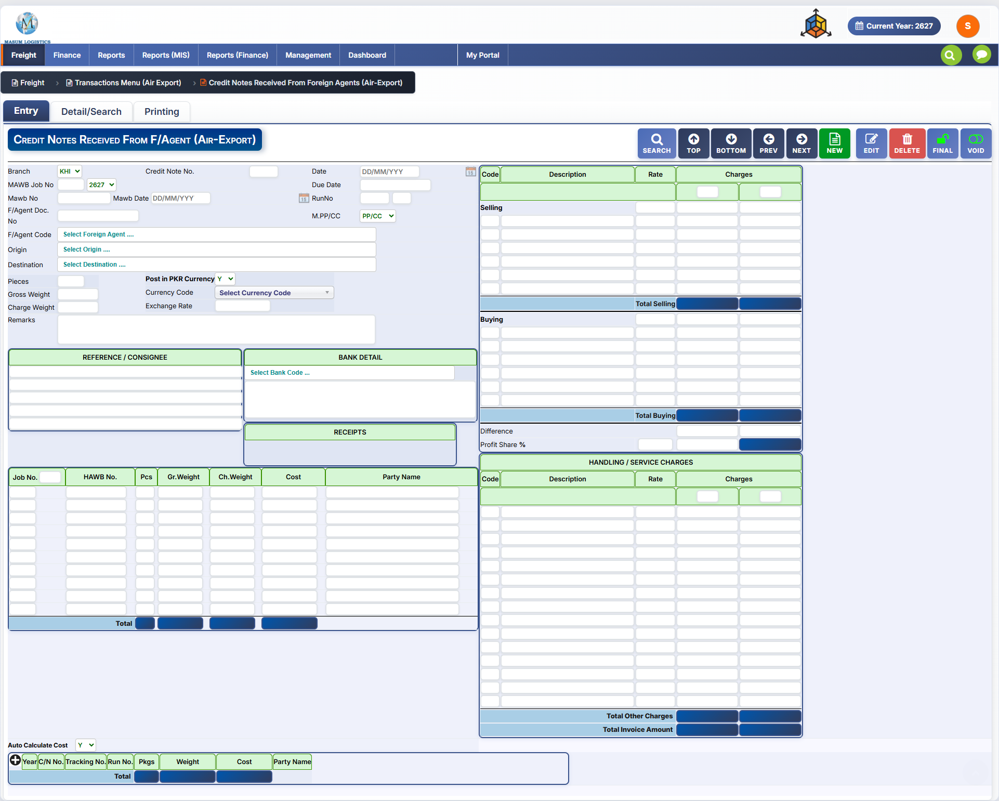 M
MASUM LOGISTICS
Current Year: 2627
S
Freight
Finance
Reports
Reports (MIS)
Reports (Finance)
Management
Dashboard
My Portal
Freight › Transactions Menu (Air Export) › Credit Notes Received From Foreign Agents (Air-Export)
Entry
Detail/Search
Printing
Credit Notes Received From F/Agent (Air-Export)
SEARCH
TOP
BOTTOM
PREV
NEXT
NEW
EDIT
DELETE
FINAL
VOID
Branch KHI Credit Note No. Date DD/MM/YYY 15
MAWB Job No 2627 Due Date
Mawb No Mawb Date DD/MM/YYY 15 RunNo
F/Agent Doc. No M.PP/CC PP/CC
F/Agent Code Select Foreign Agent ....
Origin Select Origin ....
Destination Select Destination ....
Pieces Post in PKR Currency Y
Gross Weight Currency Code Select Currency Code
Charge Weight Exchange Rate
Remarks
REFERENCE / CONSIGNEE
BANK DETAIL
Select Bank Code ...
RECEIPTS
Job No. HAWB No. Pcs Gr.Weight Ch.Weight Cost Party Name
Total
Code Description Rate Charges
Selling
Total Selling
Buying
Total Buying
Difference
Profit Share %
HANDLING / SERVICE CHARGES
Code Description Rate Charges
Total Other Charges
Total Invoice Amount
Auto Calculate Cost Y
Year C/N No. Tracking No. Run No. Pkgs Weight Cost Party Name
Total